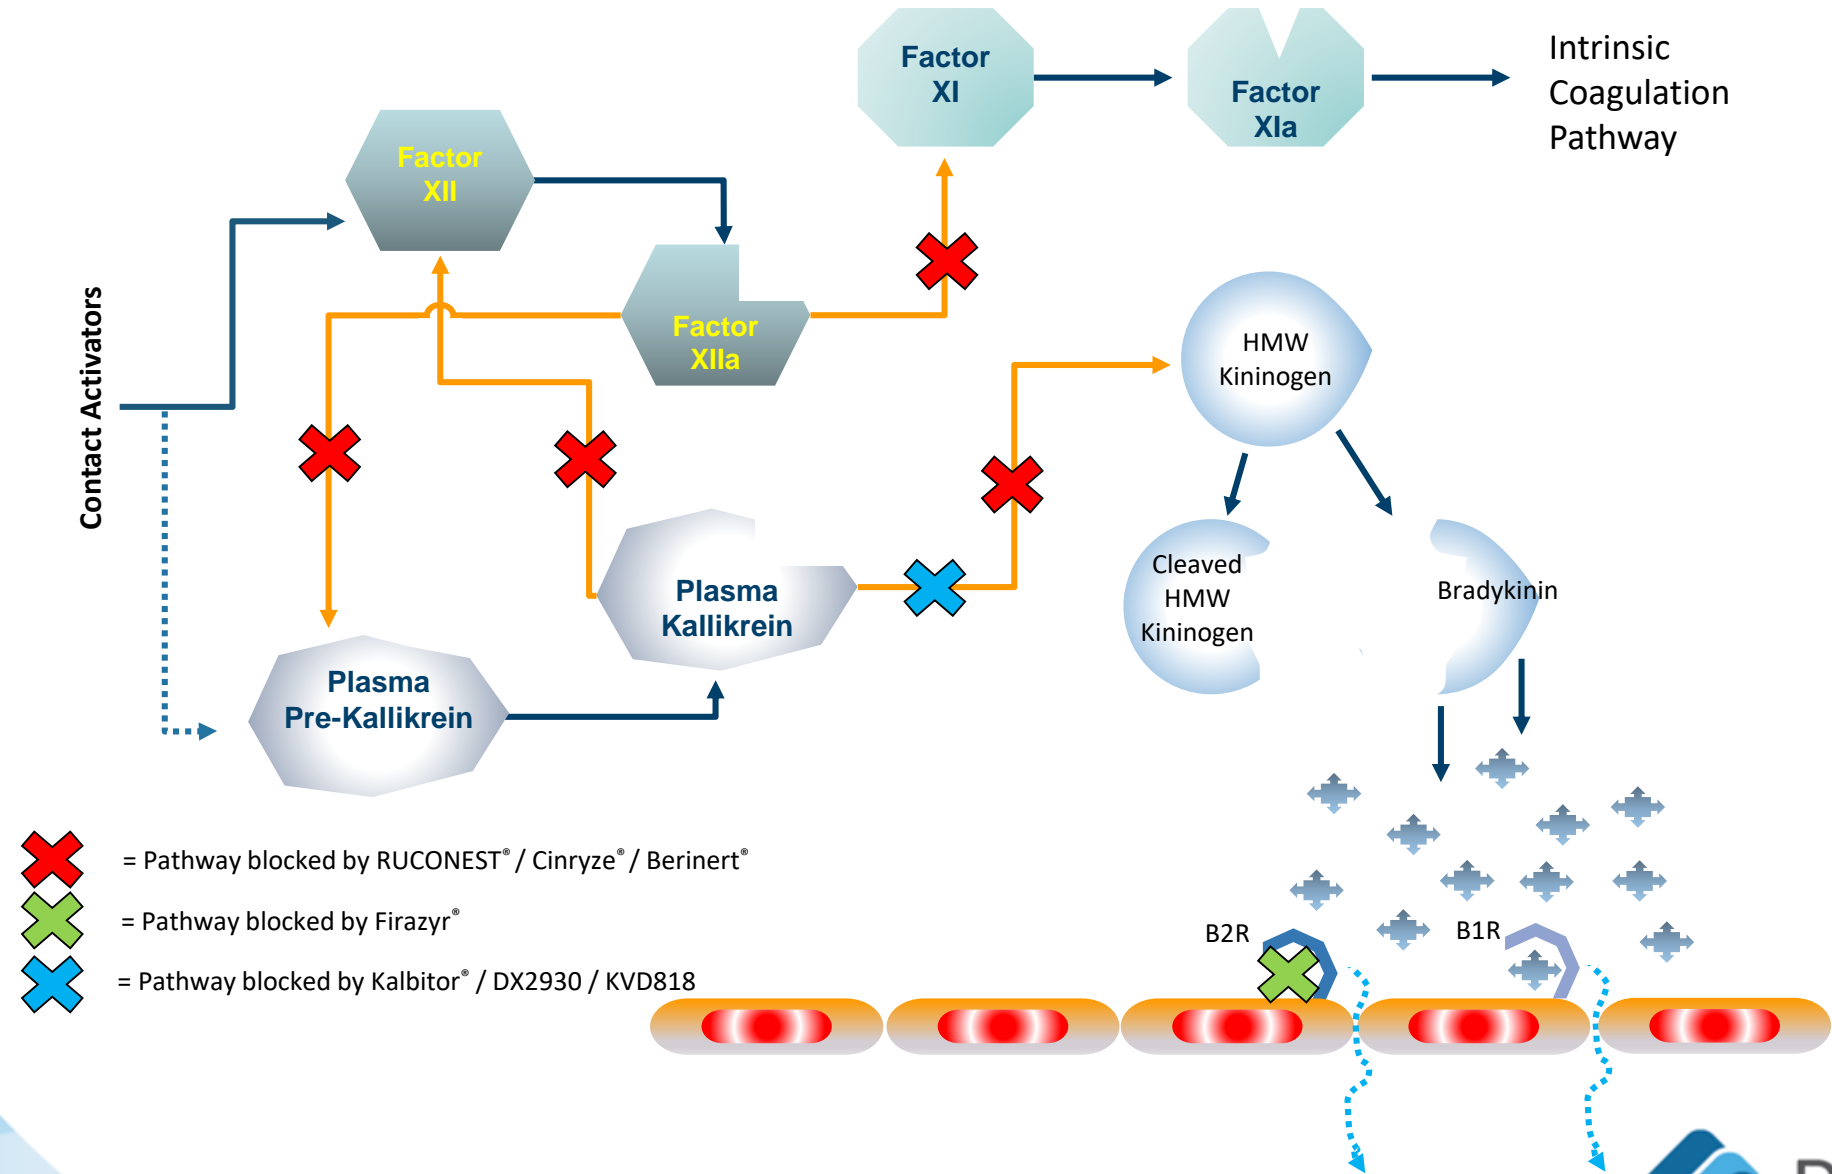 Factor
XI
Factor
XIa
Intrinsic
Coagulation
Pathway
Factor
XII
Factor
XIIa
Contact Activators
HMW
Kininogen
Cleaved
HMW
Kininogen
Bradykinin
Plasma
Kallikrein
Plasma
Pre-Kallikrein
= Pathway blocked by RUCONEST® / Cinryze® / Berinert®
= Pathway blocked by Firazyr®
= Pathway blocked by Kalbitor® / DX2930 / KVD818
B2R
B1R